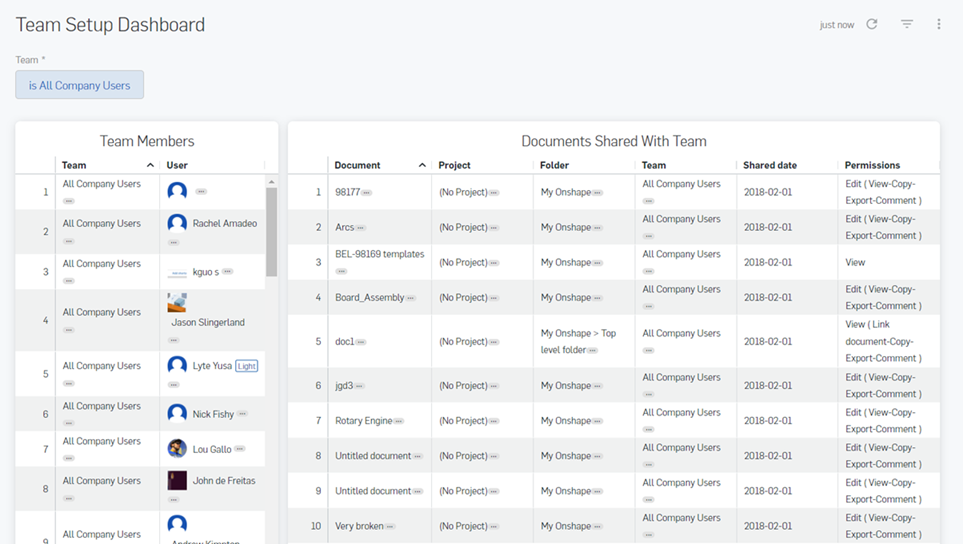 Team Setup Dashboard
just now
Team *
is All Company Users
Team Members
Team User
1 All Company Users
2 All Company Users Rachel Amadeo
3 All Company Users kguo s
4 All Company Users Jason Slingerland
5 All Company Users Lyte Yusa Light
6 All Company Users Nick Fishy
7 All Company Users Lou Gallo
8 All Company Users John de Freitas
9 All Company Users Andrew Kimpton
Documents Shared With Team
Document Project Folder Team Shared date Permissions
1 98177 (No Project) My Onshape All Company Users 2018-02-01 Edit ( View-Copy-
Export-Comment )
2 Arcs (No Project) My Onshape All Company Users 2018-02-01 Edit ( View-Copy-
Export-Comment )
3 BEL-98169 templates (No Project) My Onshape All Company Users 2018-02-01 View
4 Board_Assembly (No Project) My Onshape All Company Users 2018-02-01 Edit ( View-Copy-
Export-Comment )
5 doc1 (No Project) My Onshape > Top All Company Users 2018-02-01 View ( Link
level folder document-Copy-
Export-Comment )
6 jgd3 (No Project) My Onshape All Company Users 2018-02-01 Edit ( View-Copy-
Export-Comment )
7 Rotary Engine (No Project) My Onshape All Company Users 2018-02-01 Edit ( View-Copy-
Export-Comment )
8 Untitled document (No Project) My Onshape All Company Users 2018-02-01 Edit ( View-Copy-
Export-Comment )
9 Untitled document (No Project) My Onshape All Company Users 2018-02-01 Edit ( View-Copy-
Export-Comment )
10 Very broken (No Project) My Onshape All Company Users 2018-02-01 Edit ( View-Copy-
Export-Comment )